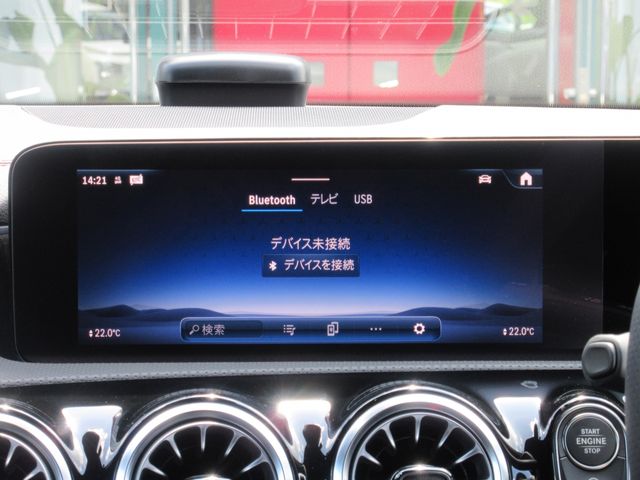 14:21
Bluetooth テレビ USB
デバイス未接続
デバイスを接続
検索
22.0°C
22.0°C
START
ENGINE
STOP